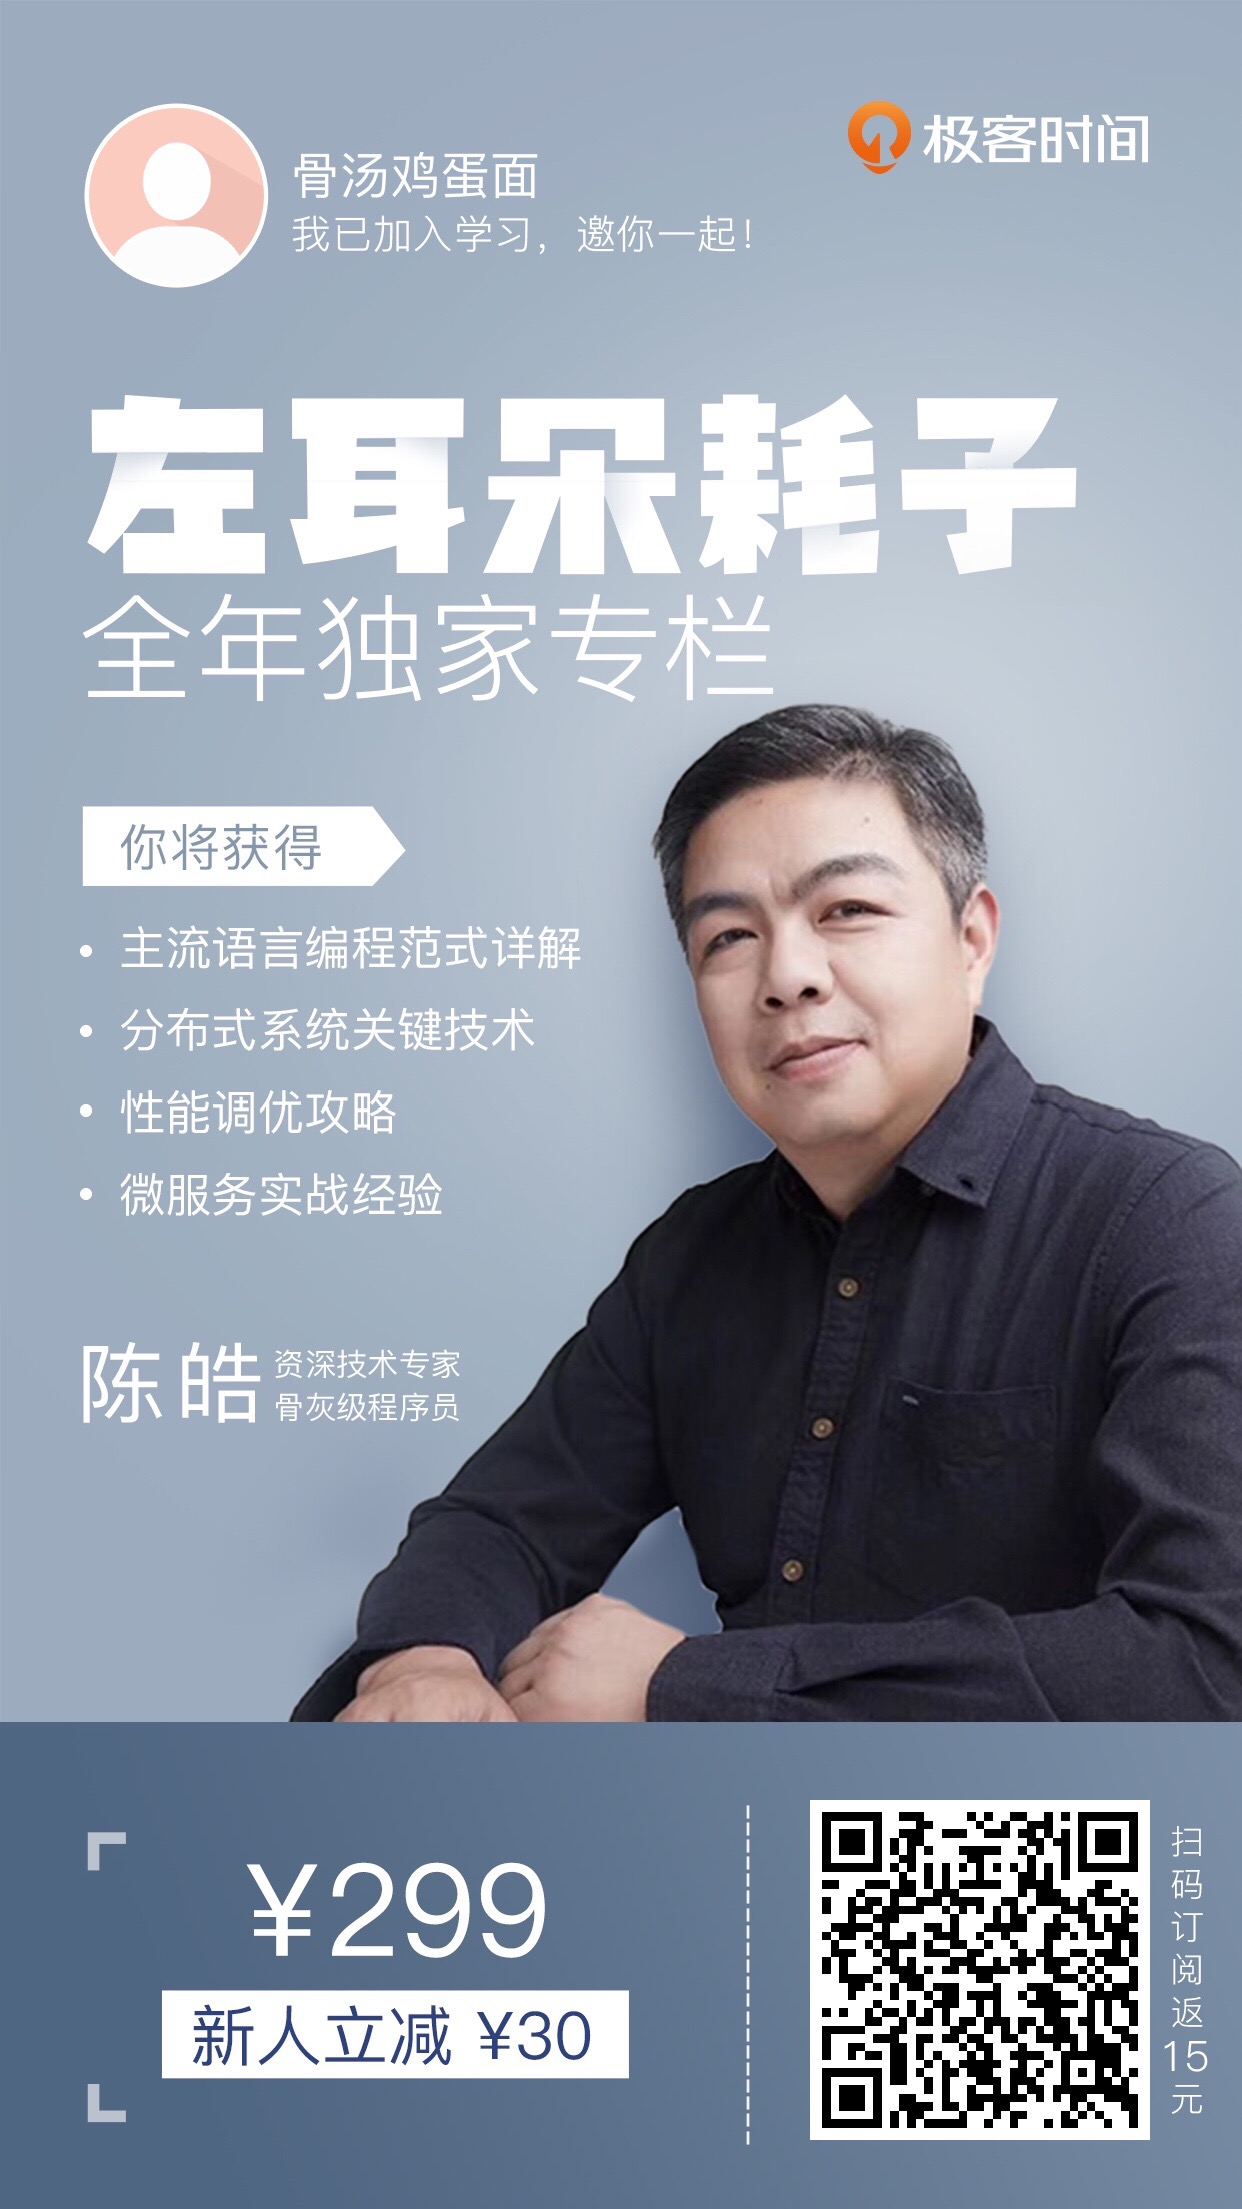 极客时间
骨汤鸡蛋面
我已加入学习，邀你一起！
左耳朵耗子
全年独家专栏
你将获得
• 主流语言编程范式详解
• 分布式系统关键技术
• 性能调优攻略
• 微服务实战经验
陈皓
资深技术专家
骨灰级程序员
¥299
新人立减 ¥30
扫码订阅返15元